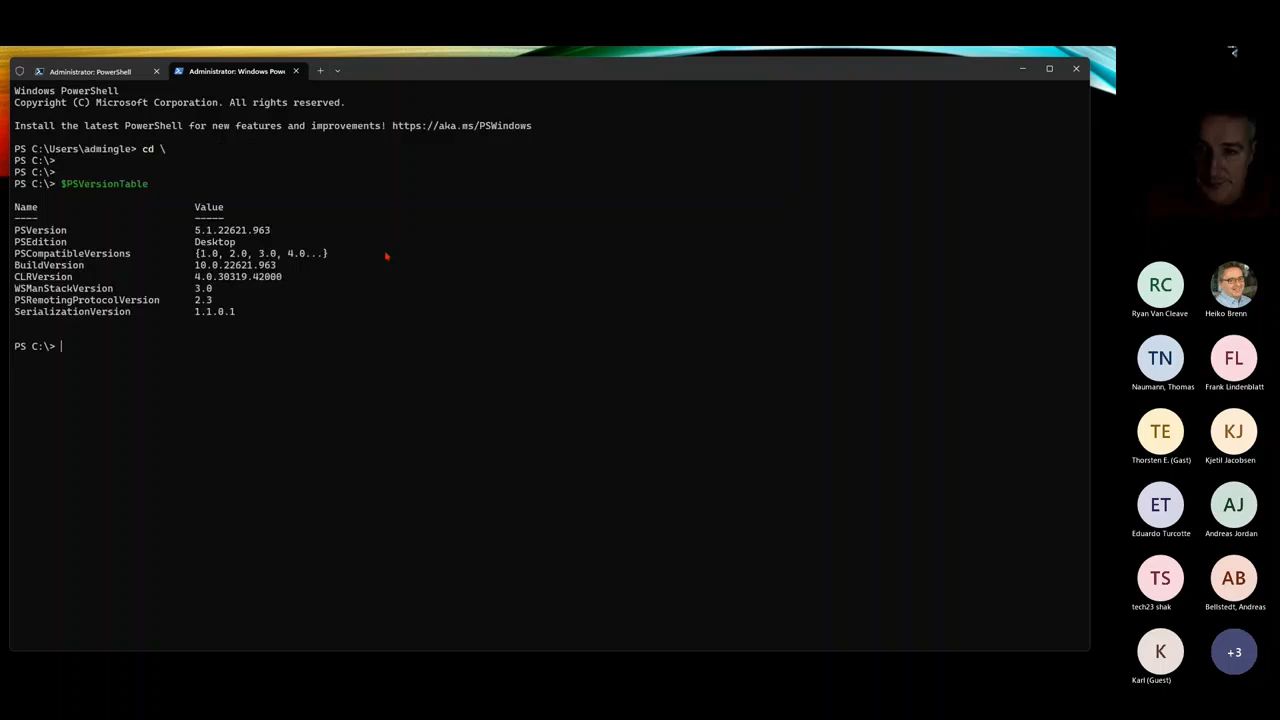 Administrator: PowerShell
Administrator: Windows Powe
Windows PowerShell
Copyright (C) Microsoft Corporation. All rights reserved.
Install the latest PowerShell for new features and improvements! https://aka.ms/PSWindows
PS C:\Users\admingle> cd \
PS C:\>
PS C:\>
PS C:\> $PSVersionTable
Name Value
---- -----
PSVersion 5.1.22621.963
PSEdition Desktop
PSCompatibleVersions {1.0, 2.0, 3.0, 4.0...}
BuildVersion 10.0.22621.963
CLRVersion 4.0.30319.42000
WSManStackVersion 3.0
PSRemotingProtocolVersion 2.3
SerializationVersion 1.1.0.1
PS C:\>
RC
Ryan Van Cleave
Heiko Brenn
TN
Naumann, Thomas
FL
Frank Lindenblatt
TE
Thorsten E. (Gast)
KJ
Kjetil Jacobsen
ET
Eduardo Turcotte
AJ
Andreas Jordan
TS
tech23 shak
AB
Bellstedt, Andreas
K
Karl (Guest)
+3